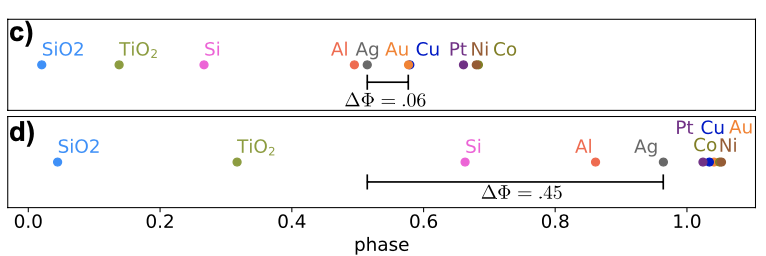 c)
SiO2 TiO₂ Si Al Ag Au Cu Pt Ni Co
ΔΦ = .06
d)
Pt Cu Au
SiO2 TiO₂ Si Al Ag Co Ni
ΔΦ = .45
0.0 0.2 0.4 0.6 0.8 1.0
phase